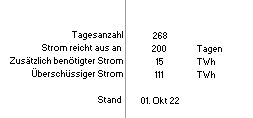 Tagesanzahl 268
Strom reicht aus an 200 Tagen
Zusätzlich benötigter Strom 15 TWh
Überschüssiger Strom 111 TWh
Stand 01. Okt 22